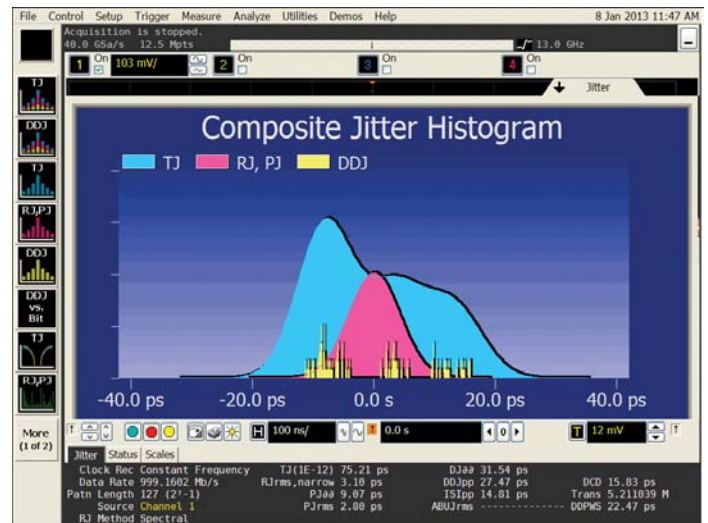 File Control Setup Trigger Measure Analyze Utilities Demos Help 8 Jan 2013 11:47 AM
Acquisition is stopped.
40.0 GSa/s 12.5 Mpts 13.0 GHz
1 On 103 mV/ 2 On 3 On 4 On
Jitter
TJ
DDJ
TJ
RJ,PJ
DDJ
DDJ
vs.
Bit
TJ
RJ,PJ
More
(1 of 2)
Composite Jitter Histogram
TJ RJ, PJ DDJ
-40.0 ps -20.0 ps 0.0 s 20.0 ps 40.0 ps
H 100 ns/ 0.0 s 0 T 12 mV
Jitter Status Scales
Clock Rec Constant Frequency TJ(1E-12) 75.21 ps DJ∂∂ 31.54 ps
Data Rate 999.1602 Mb/s RJrms,narrow 3.10 ps DDJpp 27.47 ps DCD 15.83 ps
Patn Length 127 (2⁷-1) PJ∂∂ 9.07 ps ISIpp 14.81 ps Trans 5.211039 M
Source Channel 1 PJrms 2.80 ps ABUJrms -------------- DDPWS 22.47 ps
RJ Method Spectral